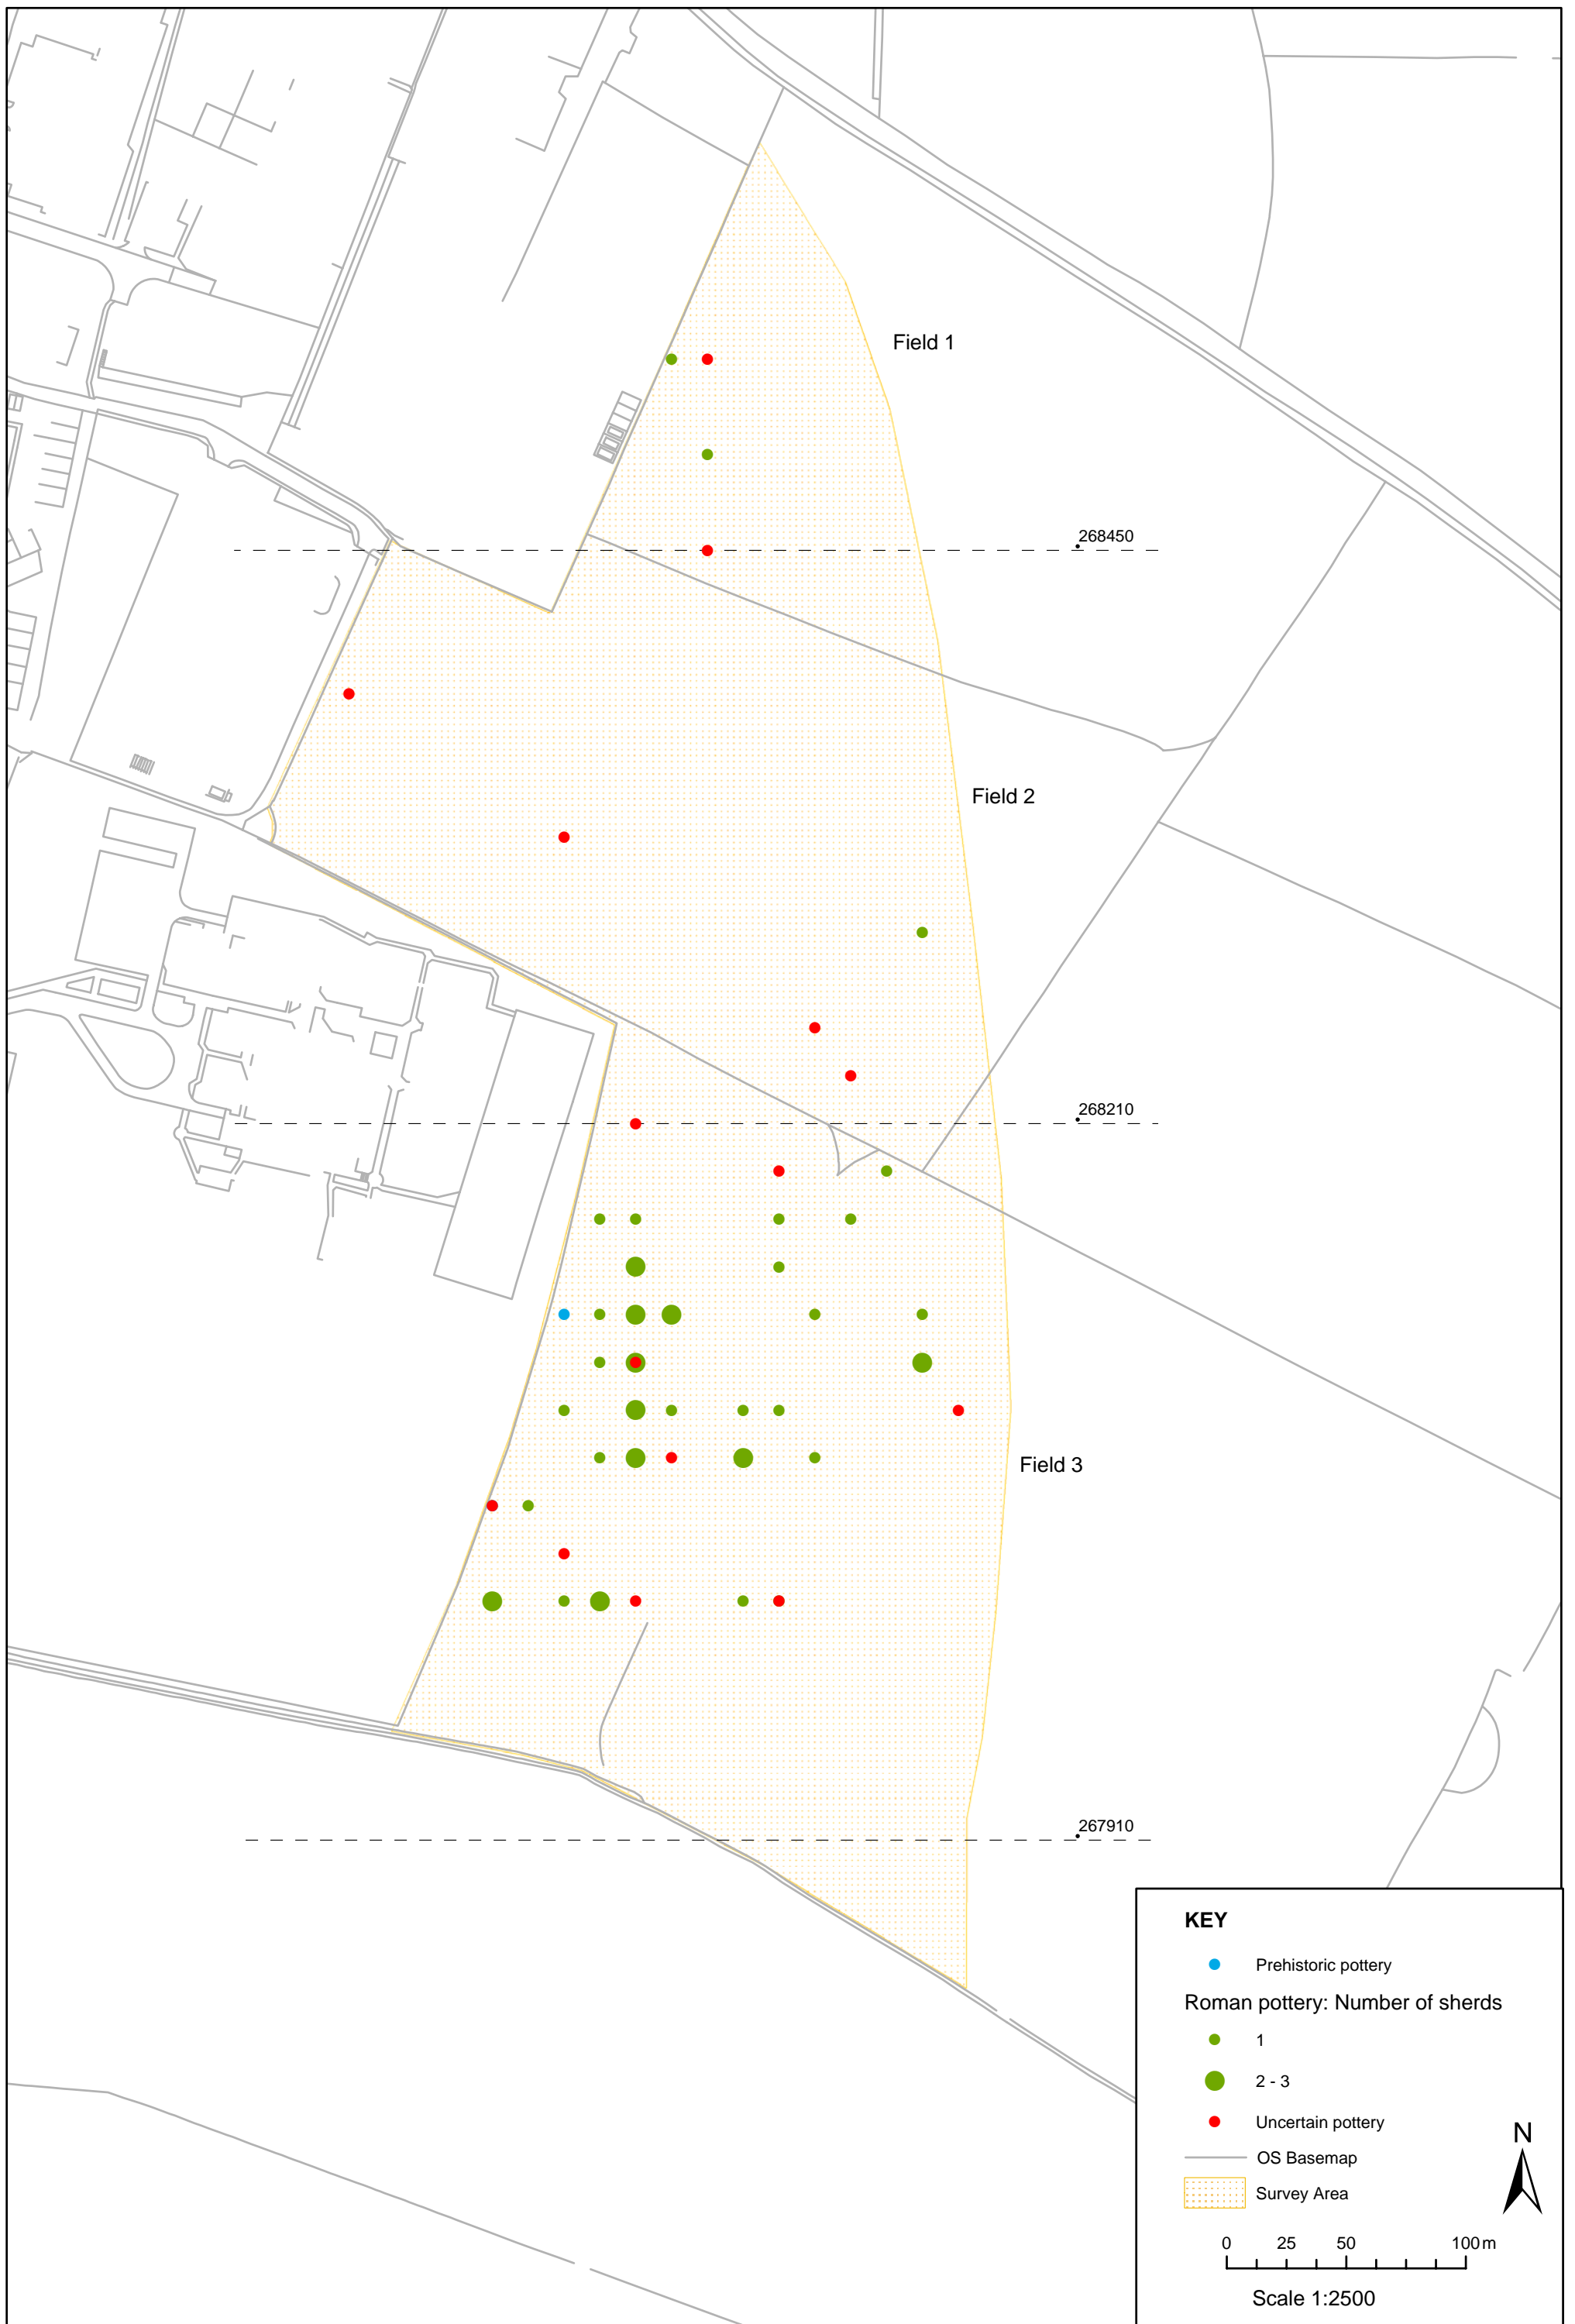 Field 1
268450
Field 2
268210
Field 3
267910
KEY
Prehistoric pottery
Roman pottery: Number of sherds
1
2 - 3
Uncertain pottery
OS Basemap
Survey Area
N
0 25 50 100 m
Scale 1:2500